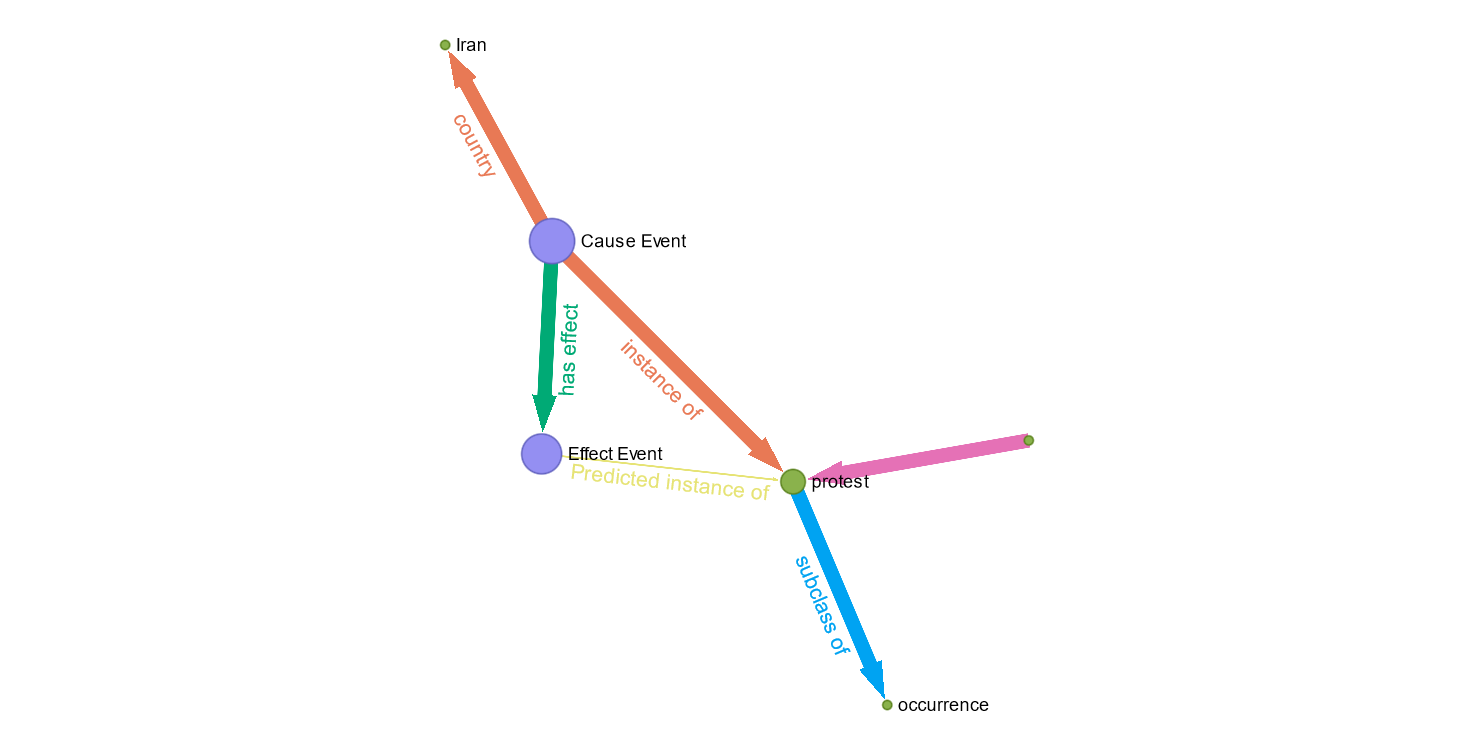 Iran
country
Cause Event
has effect
instance of
Effect Event
Predicted instance of
protest
subclass of
occurrence